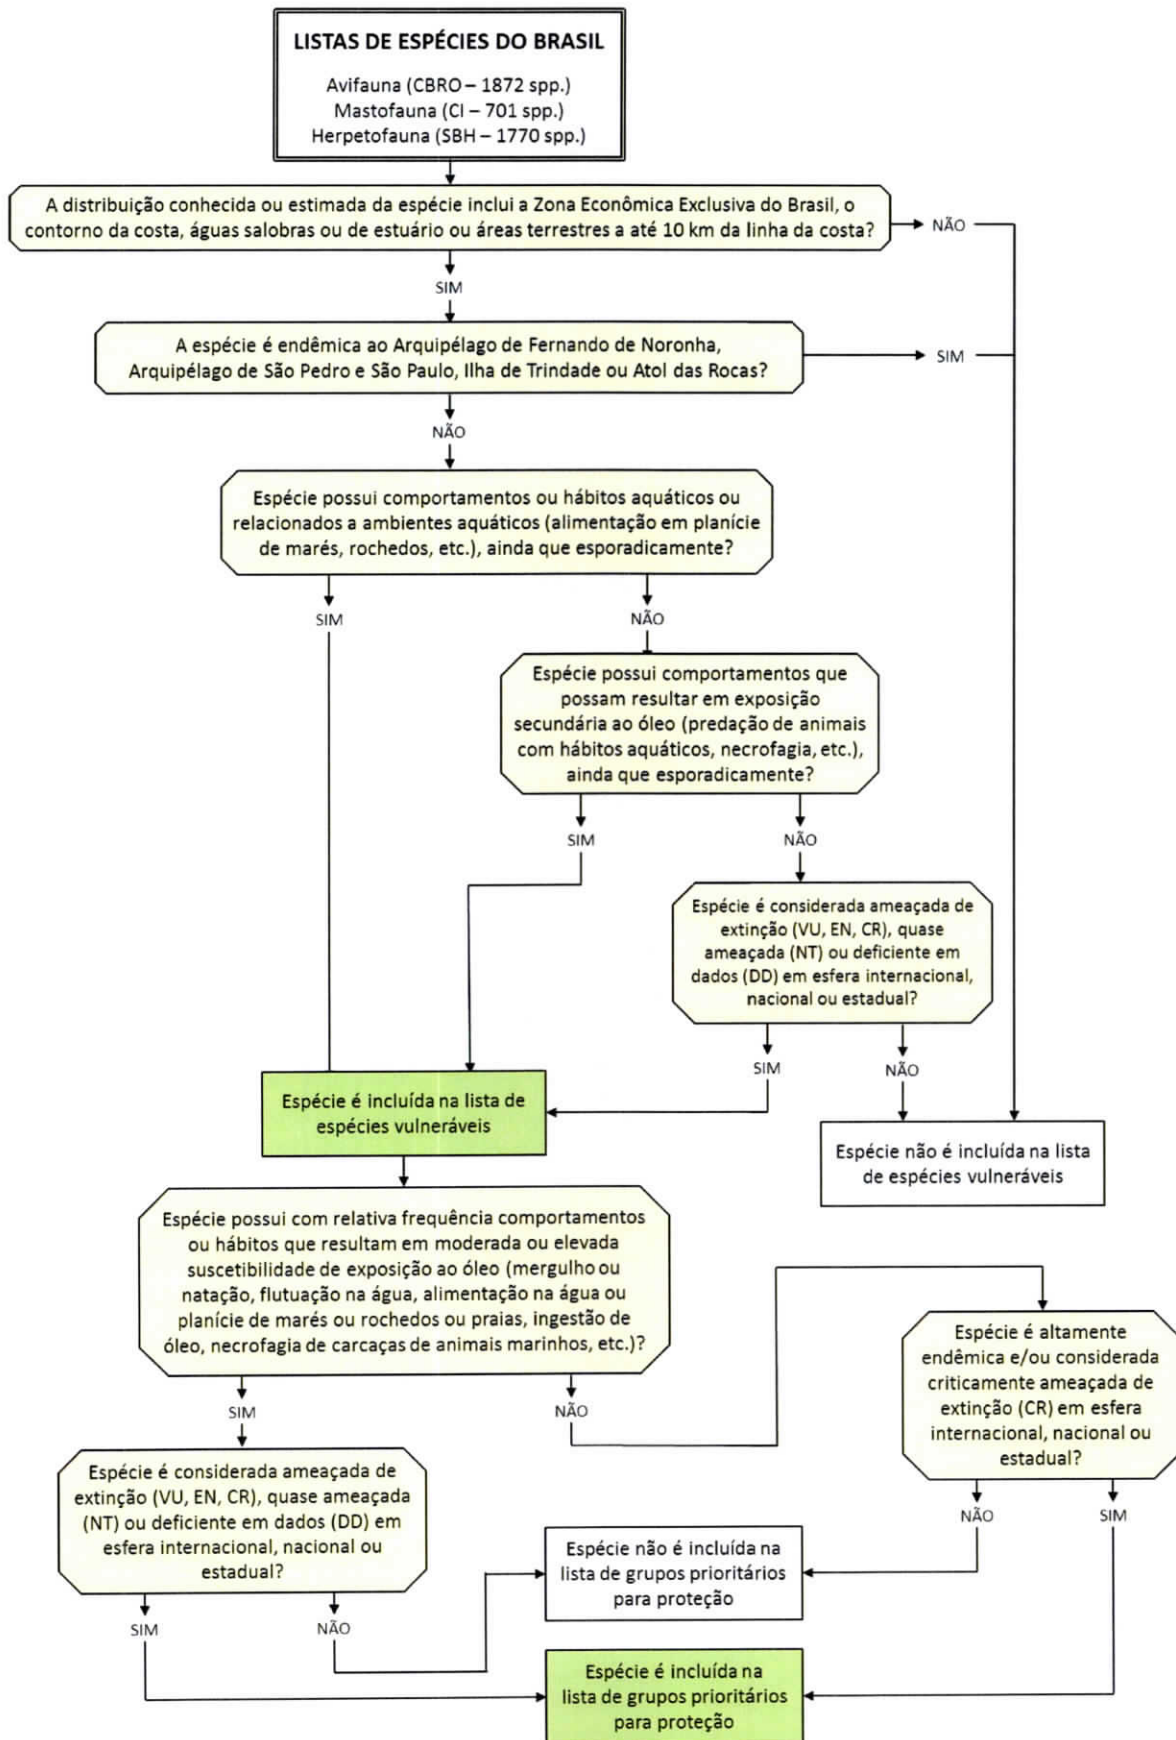 LISTAS DE ESPÉCIES DO BRASIL
Avifauna (CBRO – 1872 spp.)
Mastofauna (CI – 701 spp.)
Herpetofauna (SBH – 1770 spp.)
A distribuição conhecida ou estimada da espécie inclui a Zona Econômica Exclusiva do Brasil, o
contorno da costa, águas salobras ou de estuário ou áreas terrestres a até 10 km da linha da costa?
NÃO
SIM
A espécie é endêmica ao Arquipélago de Fernando de Noronha,
Arquipélago de São Pedro e São Paulo, Ilha de Trindade ou Atol das Rocas?
SIM
NÃO
Espécie possui comportamentos ou hábitos aquáticos ou
relacionados a ambientes aquáticos (alimentação em planície
de marés, rochedos, etc.), ainda que esporadicamente?
SIM
NÃO
Espécie possui comportamentos que
possam resultar em exposição
secundária ao óleo (predação de animais
com hábitos aquáticos, necrofagia, etc.),
ainda que esporadicamente?
SIM
NÃO
Espécie é considerada ameaçada de
extinção (VU, EN, CR), quase
ameaçada (NT) ou deficiente em
dados (DD) em esfera internacional,
nacional ou estadual?
SIM
NÃO
Espécie é incluída na lista de
espécies vulneráveis
Espécie não é incluída na lista
de espécies vulneráveis
Espécie possui com relativa frequência comportamentos
ou hábitos que resultam em moderada ou elevada
suscetibilidade de exposição ao óleo (mergulho ou
natação, flutuação na água, alimentação na água ou
planície de marés ou rochedos ou praias, ingestão de
óleo, necrofagia de carcaças de animais marinhos, etc.)?
SIM
NÃO
Espécie é altamente
endêmica e/ou considerada
criticamente ameaçada de
extinção (CR) em esfera
internacional, nacional ou
estadual?
NÃO
SIM
Espécie é considerada ameaçada de
extinção (VU, EN, CR), quase ameaçada
(NT) ou deficiente em dados (DD) em
esfera internacional, nacional ou
estadual?
SIM
NÃO
Espécie não é incluída na
lista de grupos prioritários
para proteção
Espécie é incluída na
lista de grupos prioritários
para proteção